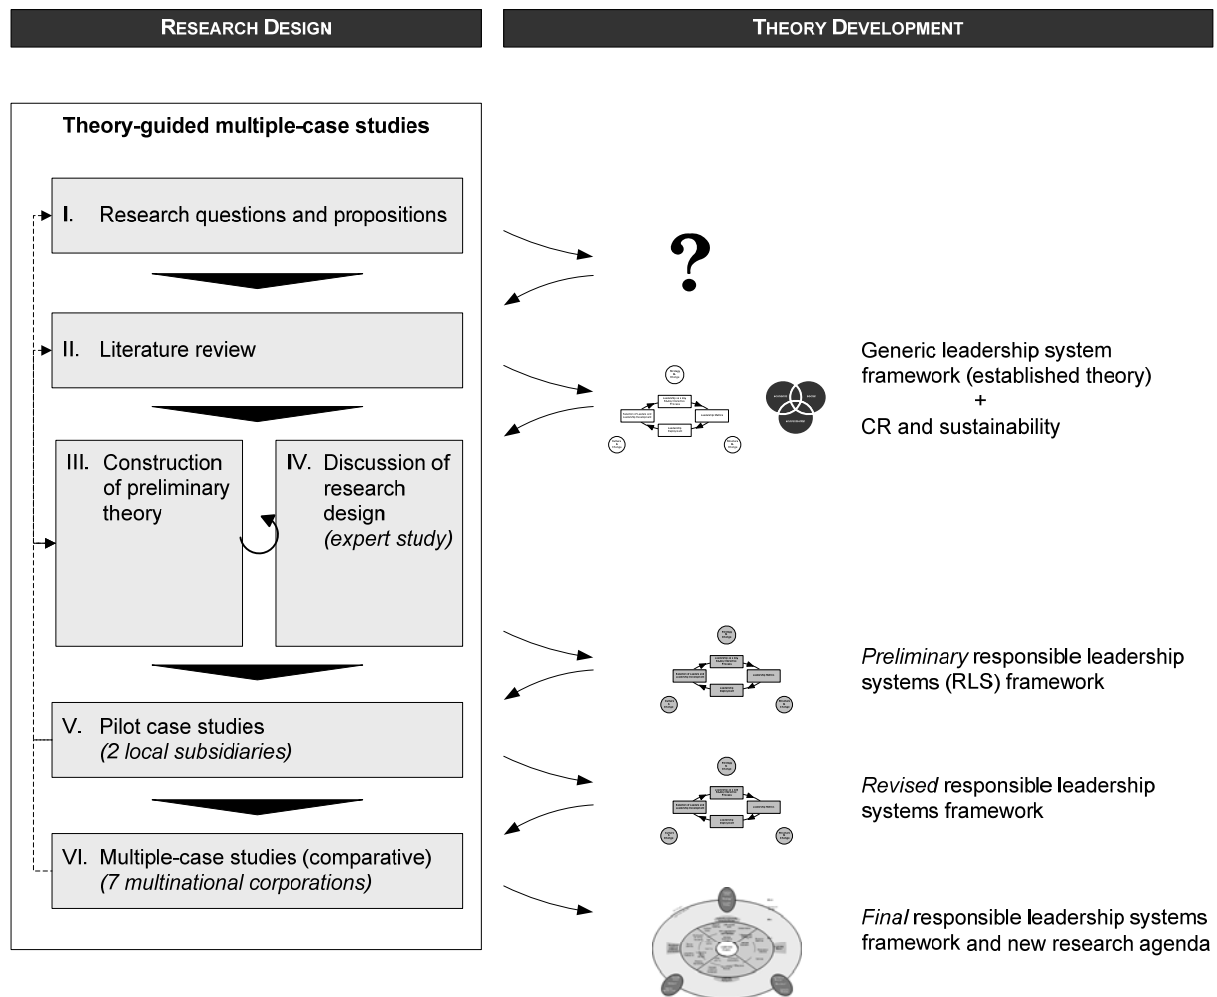 RESEARCH DESIGN
THEORY DEVELOPMENT
Theory-guided multiple-case studies
I. Research questions and propositions
?
II. Literature review
Generic leadership system
framework (established theory)
+
CR and sustainability
III. Construction
of preliminary
theory
IV. Discussion of
research
design
(expert study)
Preliminary responsible leadership
systems (RLS) framework
V. Pilot case studies
(2 local subsidiaries)
Revised responsible leadership
systems framework
VI. Multiple-case studies (comparative)
(7 multinational corporations)
Final responsible leadership systems
framework and new research agenda